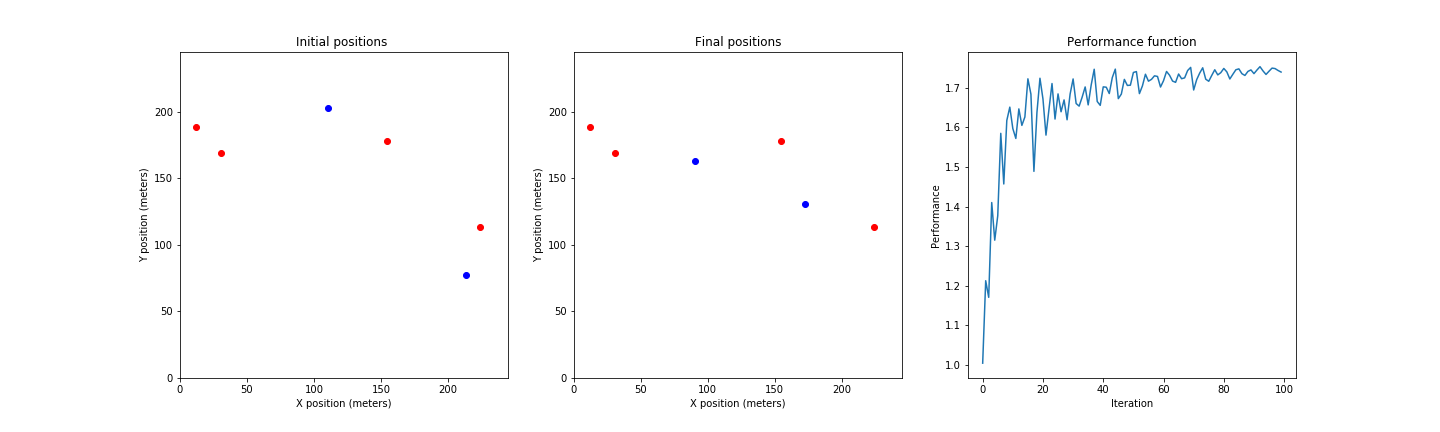 Initial positions
Y position (meters)
200
150
100
50
0
0 50 100 150 200
X position (meters)
Final positions
Y position (meters)
200
150
100
50
0
0 50 100 150 200
X position (meters)
Performance function
Performance
1.7
1.6
1.5
1.4
1.3
1.2
1.1
1.0
0 20 40 60 80 100
Iteration